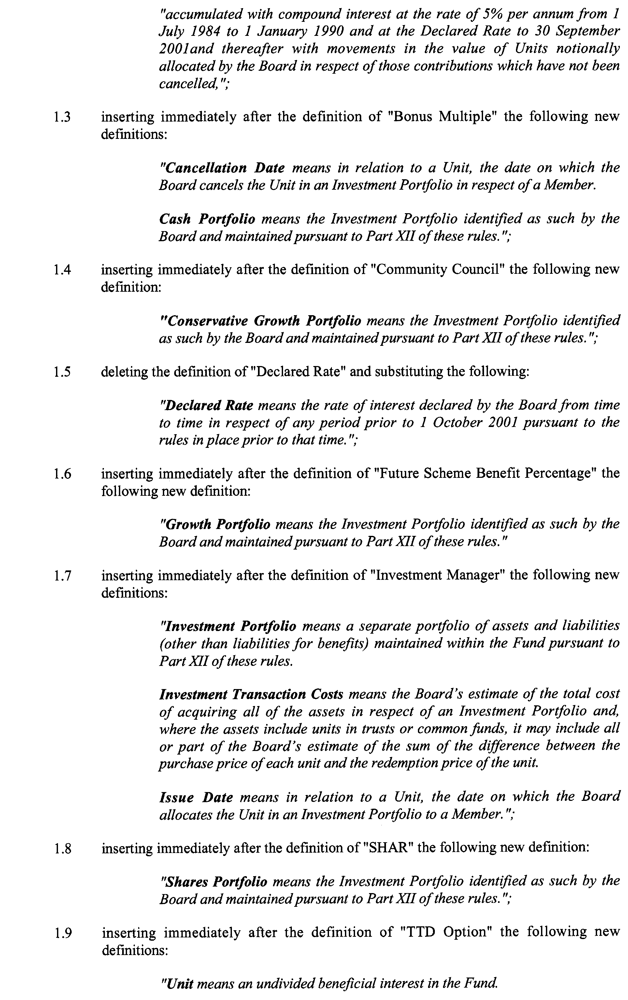 "accumulated with compound interest at the rate of 5% per annum from 1
July 1984 to 1 January 1990 and at the Declared Rate to 30 September
2001and thereafter with movements in the value of Units notionally
allocated by the Board in respect of those contributions which have not been
cancelled,";
1.3 inserting immediately after the definition of "Bonus Multiple" the following new
definitions:
"Cancellation Date means in relation to a Unit, the date on which the
Board cancels the Unit in an Investment Portfolio in respect of a Member.
Cash Portfolio means the Investment Portfolio identified as such by the
Board and maintained pursuant to Part XII of these rules.";
1.4 inserting immediately after the definition of "Community Council" the following new
definition:
"Conservative Growth Portfolio means the Investment Portfolio identified
as such by the Board and maintained pursuant to Part XII of these rules.";
1.5 deleting the definition of "Declared Rate" and substituting the following:
"Declared Rate means the rate of interest declared by the Board from time
to time in respect of any period prior to 1 October 2001 pursuant to the
rules in place prior to that time.";
1.6 inserting immediately after the definition of "Future Scheme Benefit Percentage" the
following new definition:
"Growth Portfolio means the Investment Portfolio identified as such by the
Board and maintained pursuant to Part XII of these rules."
1.7 inserting immediately after the definition of "Investment Manager" the following new
definitions:
"Investment Portfolio means a separate portfolio of assets and liabilities
(other than liabilities for benefits) maintained within the Fund pursuant to
Part XII of these rules.
Investment Transaction Costs means the Board's estimate of the total cost
of acquiring all of the assets in respect of an Investment Portfolio and,
where the assets include units in trusts or common funds, it may include all
or part of the Board's estimate of the sum of the difference between the
purchase price of each unit and the redemption price of the unit.
Issue Date means in relation to a Unit, the date on which the Board
allocates the Unit in an Investment Portfolio to a Member.";
1.8 inserting immediately after the definition of "SHAR" the following new definition:
"Shares Portfolio means the Investment Portfolio identified as such by the
Board and maintained pursuant to Part XII of these rules.";
1.9 inserting immediately after the definition of "TTD Option" the following new
definitions:
"Unit means an undivided beneficial interest in the Fund.